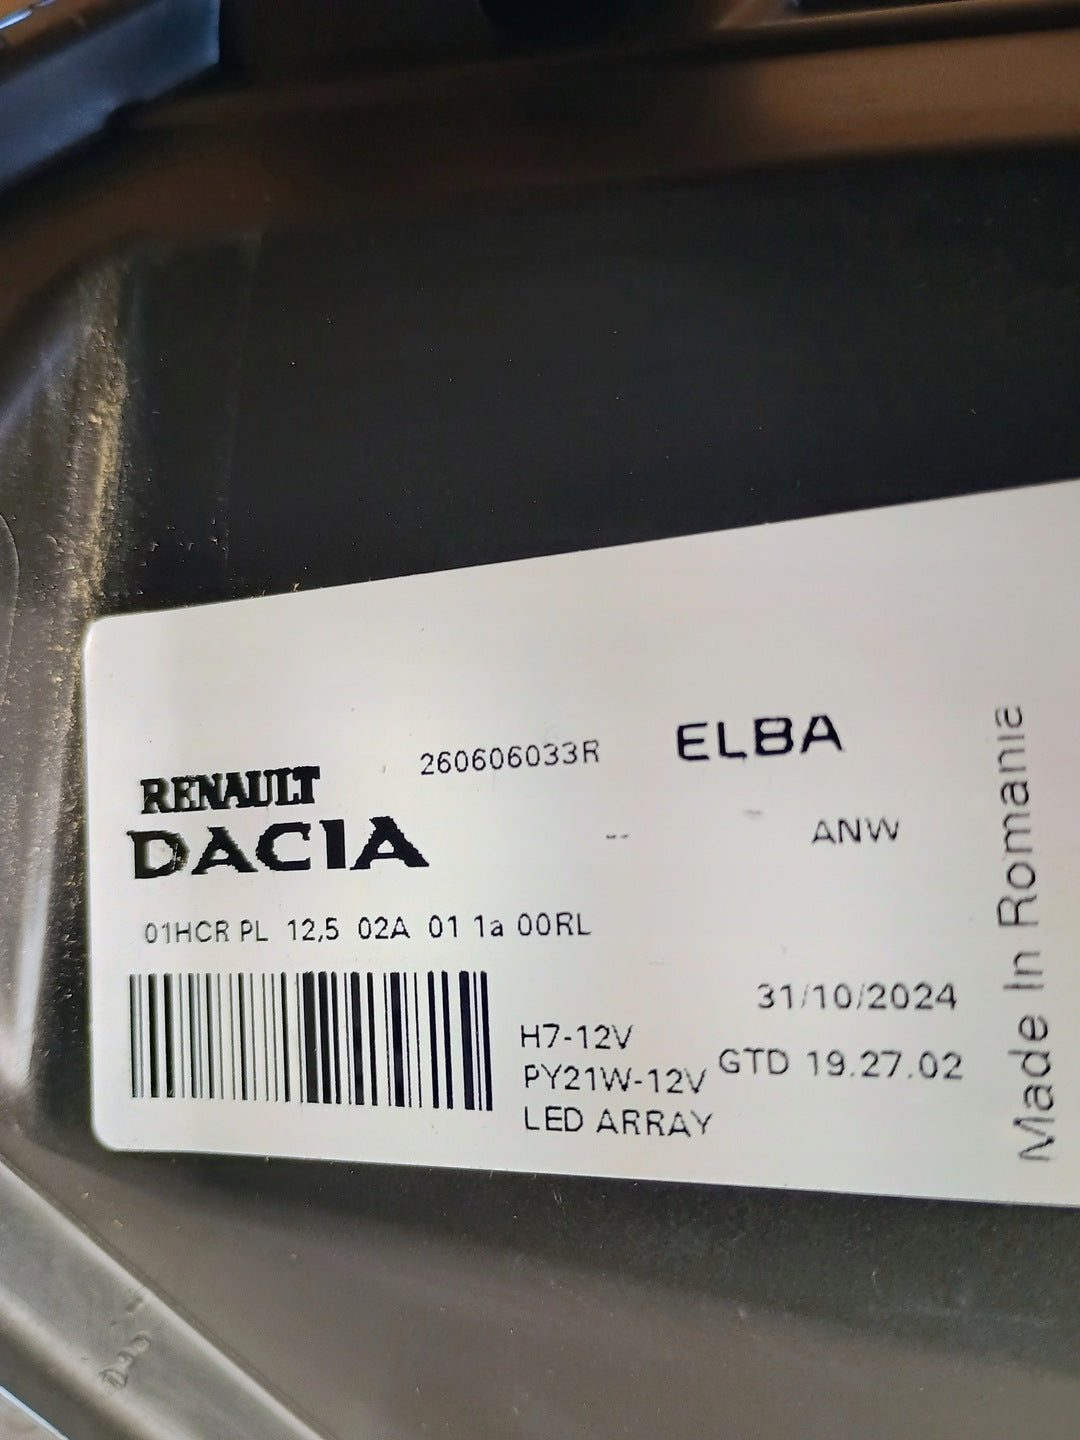 260606033R ELBA
RENAULT
DACIA
-- ANW
01HCR PL 12,5 02A 01 1a 00RL
31/10/2024
H7-12V
PY21W-12V GTD 19.27.02
LED ARRAY
Made In Romania